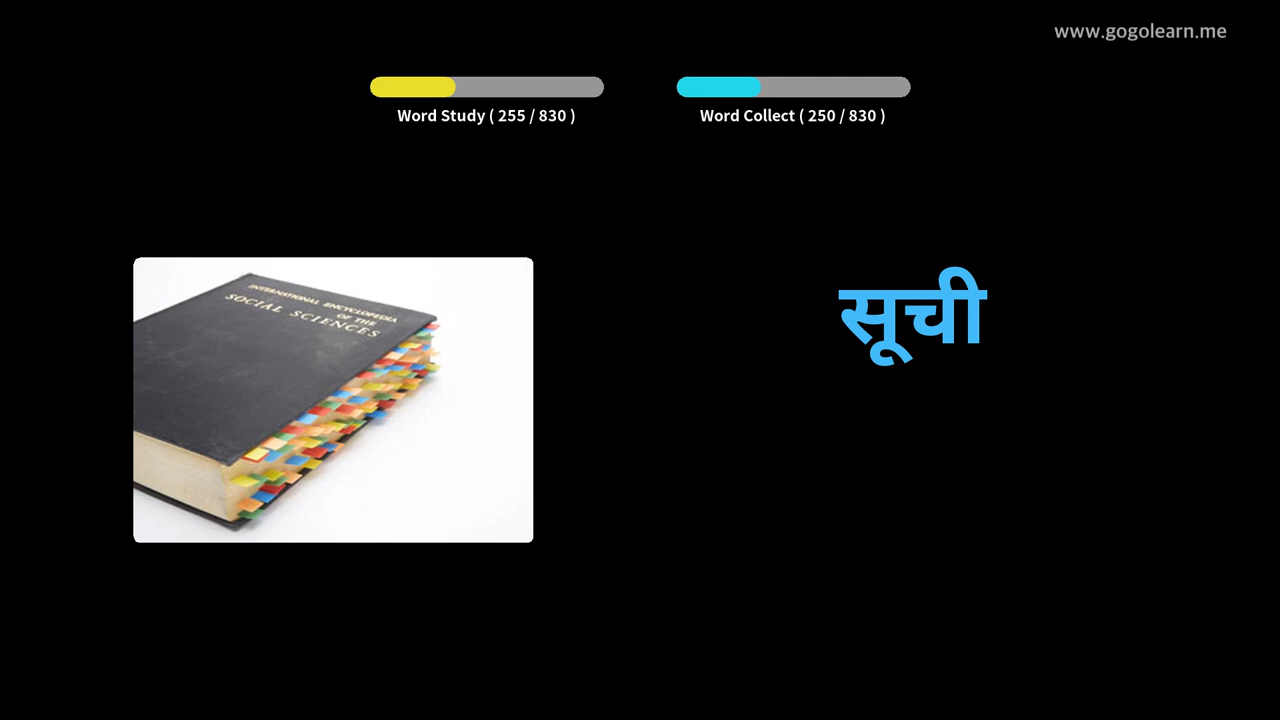 www.gogolearn.me
Word Study ( 255 / 830 )
Word Collect ( 250 / 830 )
INTERNATIONAL ENCYCLOPEDIA
OF THE
SOCIAL SCIENCES
सूची